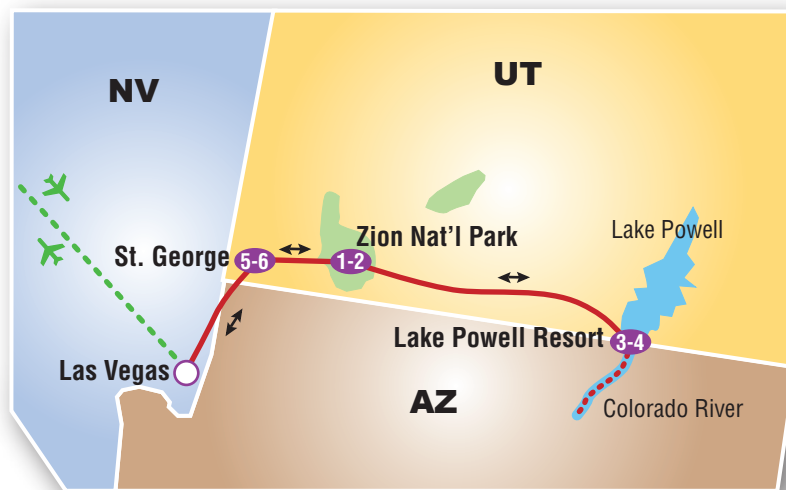 NV
UT
Lake Powell
Zion Nat'l Park
St. George 5-6
1-2
Lake Powell Resort 3-4
Las Vegas
AZ
Colorado River